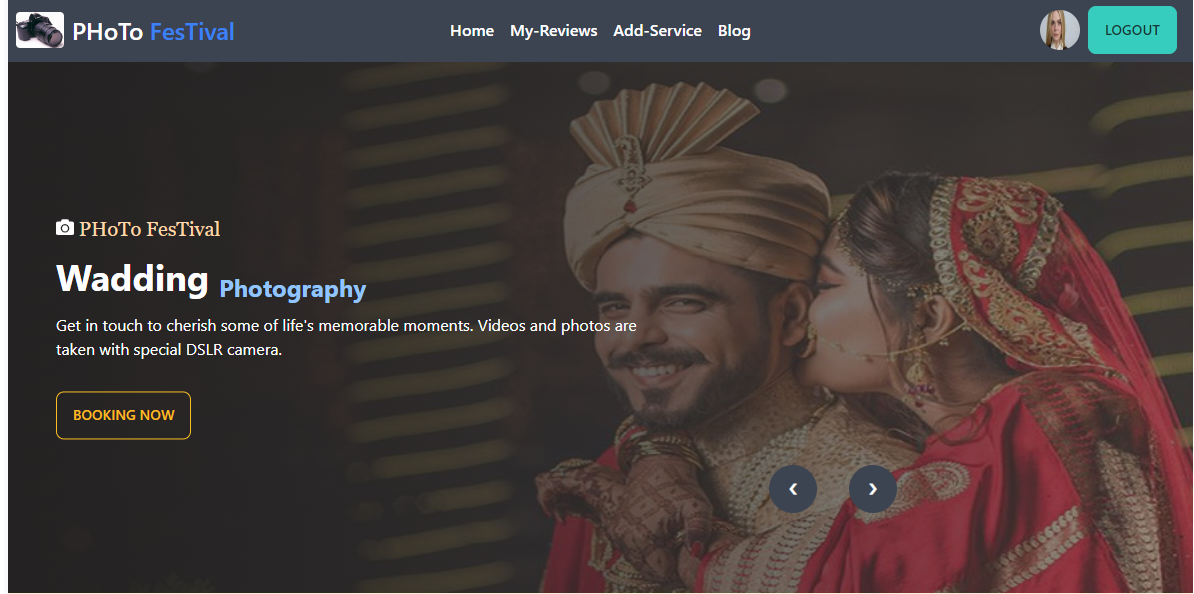 PHoTo FesTival
Home My-Reviews Add-Service Blog
LOGOUT
PHoTo FesTival
Wadding Photography
Get in touch to cherish some of life's memorable moments. Videos and photos are
taken with special DSLR camera.
BOOKING NOW